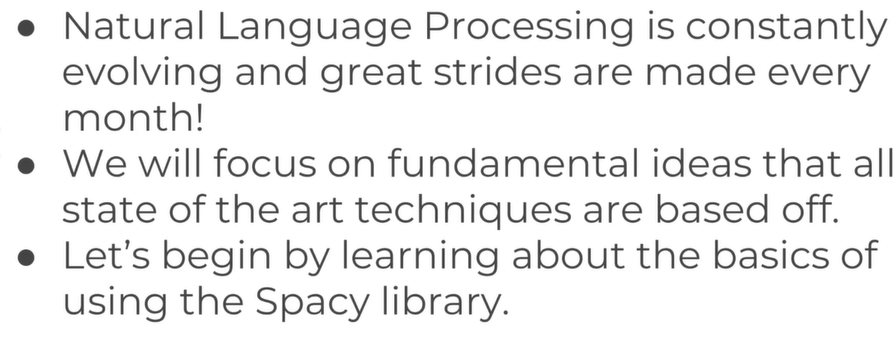 ● Natural Language Processing is constantly
evolving and great strides are made every
month!
● We will focus on fundamental ideas that all
state of the art techniques are based off.
● Let’s begin by learning about the basics of
using the Spacy library.